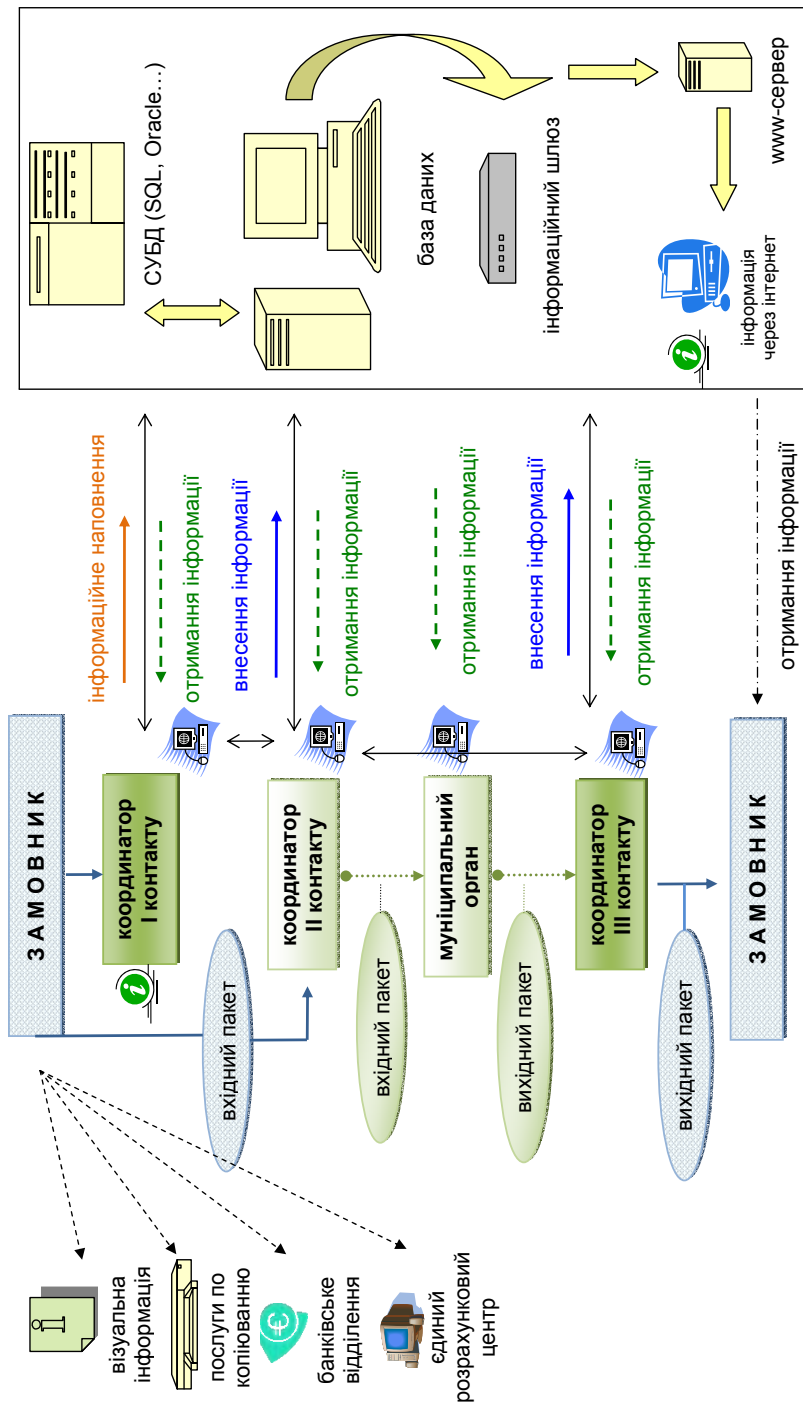 візуальна
інформація
послуги по
копіюванню
банківське
відділення
єдиний
розрахунковий
центр
ЗАМОВНИК
координатор
І контакту
вхідний пакет
координатор
ІІ контакту
вхідний пакет
муніципальний
орган
вихідний пакет
координатор
ІІІ контакту
вихідний пакет
ЗАМОВНИК
інформаційне наповнення
отримання інформації
внесення інформації
отримання інформації
отримання інформації
внесення інформації
отримання інформації
отримання інформації
СУБД (SQL, Oracle...)
база даних
інформаційний шлюз
www-сервер
інформація
через інтернет